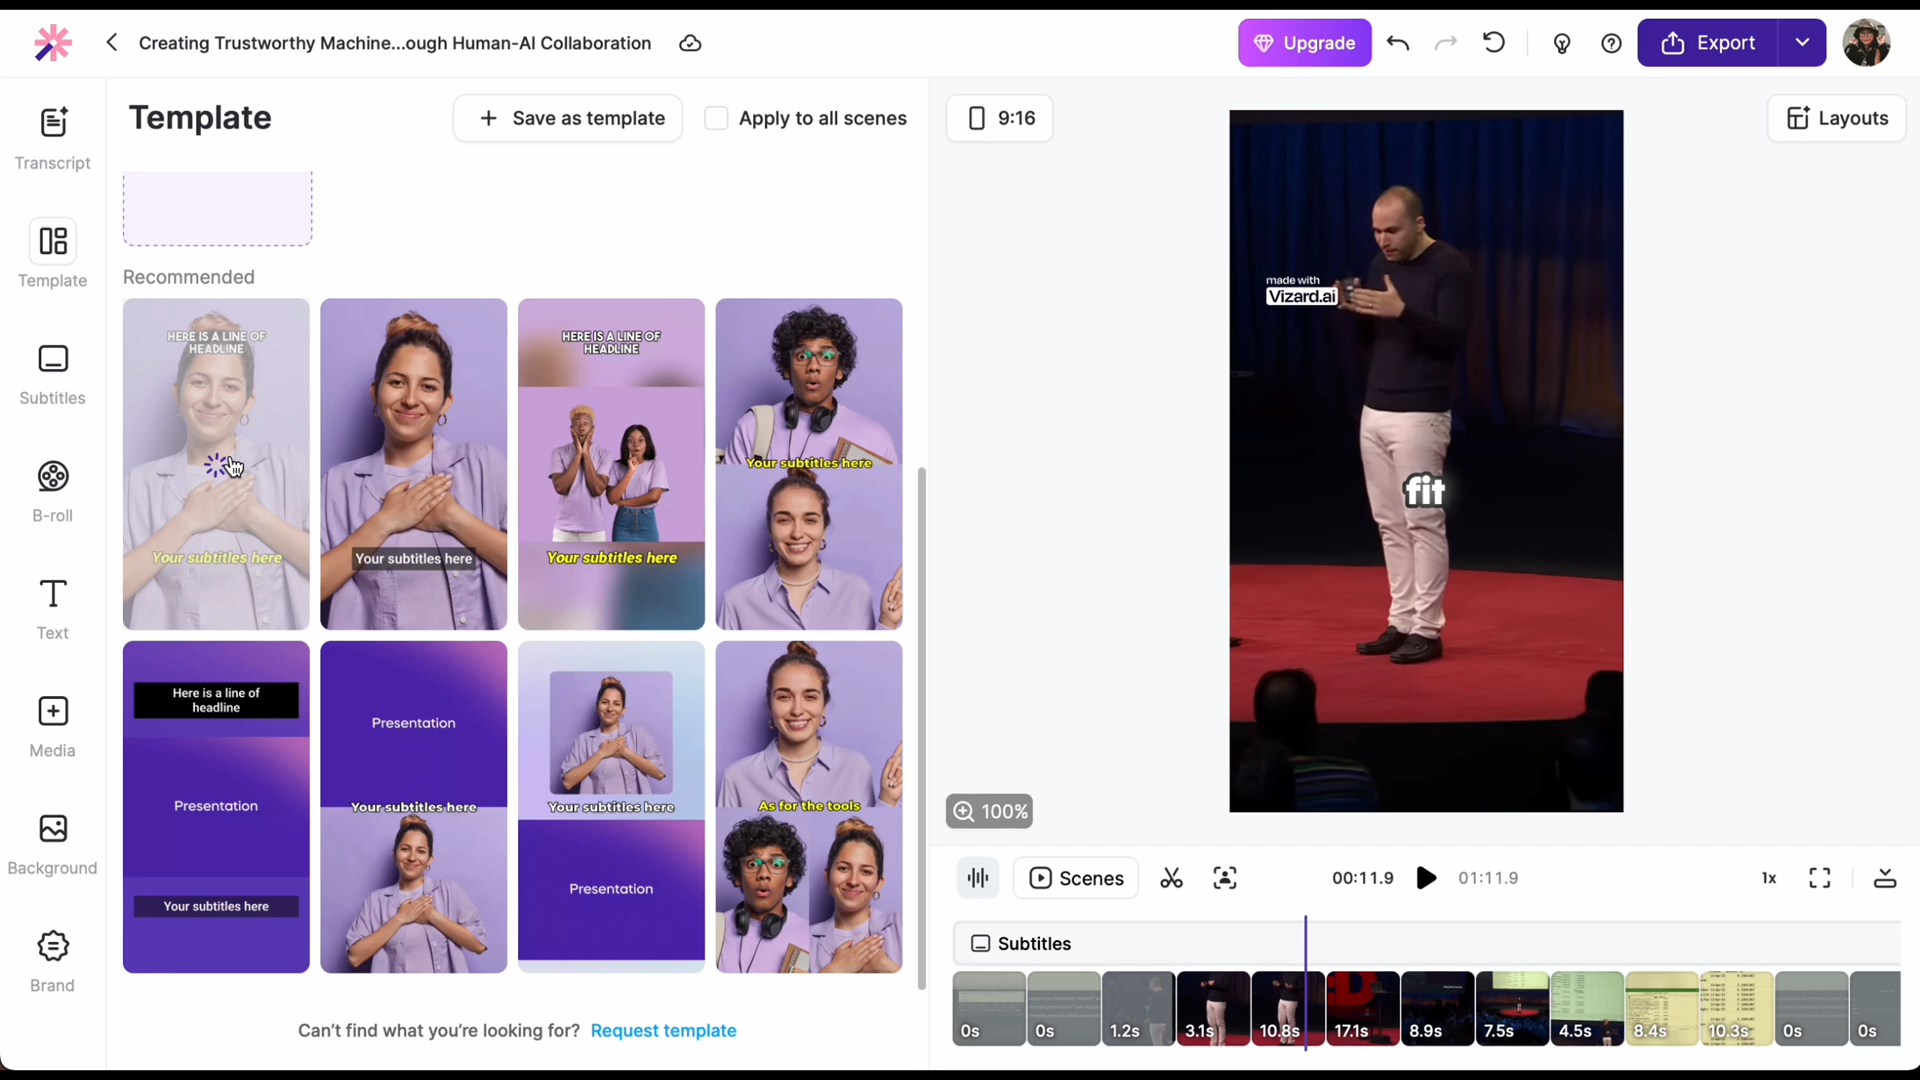 Creating Trustworthy Machine...ough Human-AI Collaboration
Upgrade
Export
Transcript
Template
Subtitles
B-roll
Text
Media
Background
Brand
Template
Save as template
Apply to all scenes
Recommended
HERE IS A LINE OF
HEADLINE
Your subtitles here
Your subtitles here
HERE IS A LINE OF
HEADLINE
Your subtitles here
Your subtitles here
Here is a line of
headline
Presentation
Your subtitles here
Presentation
Your subtitles here
Your subtitles here
Presentation
As for the tools
Can't find what you're looking for? Request template
9:16
Layouts
made with
Vizard.ai
fit
100%
Scenes
00:11.9
01:11.9
1x
Subtitles
0s
0s
1.2s
3.1s
10.8s
17.1s
8.9s
7.5s
4.5s
8.4s
10.3s
0s
0s